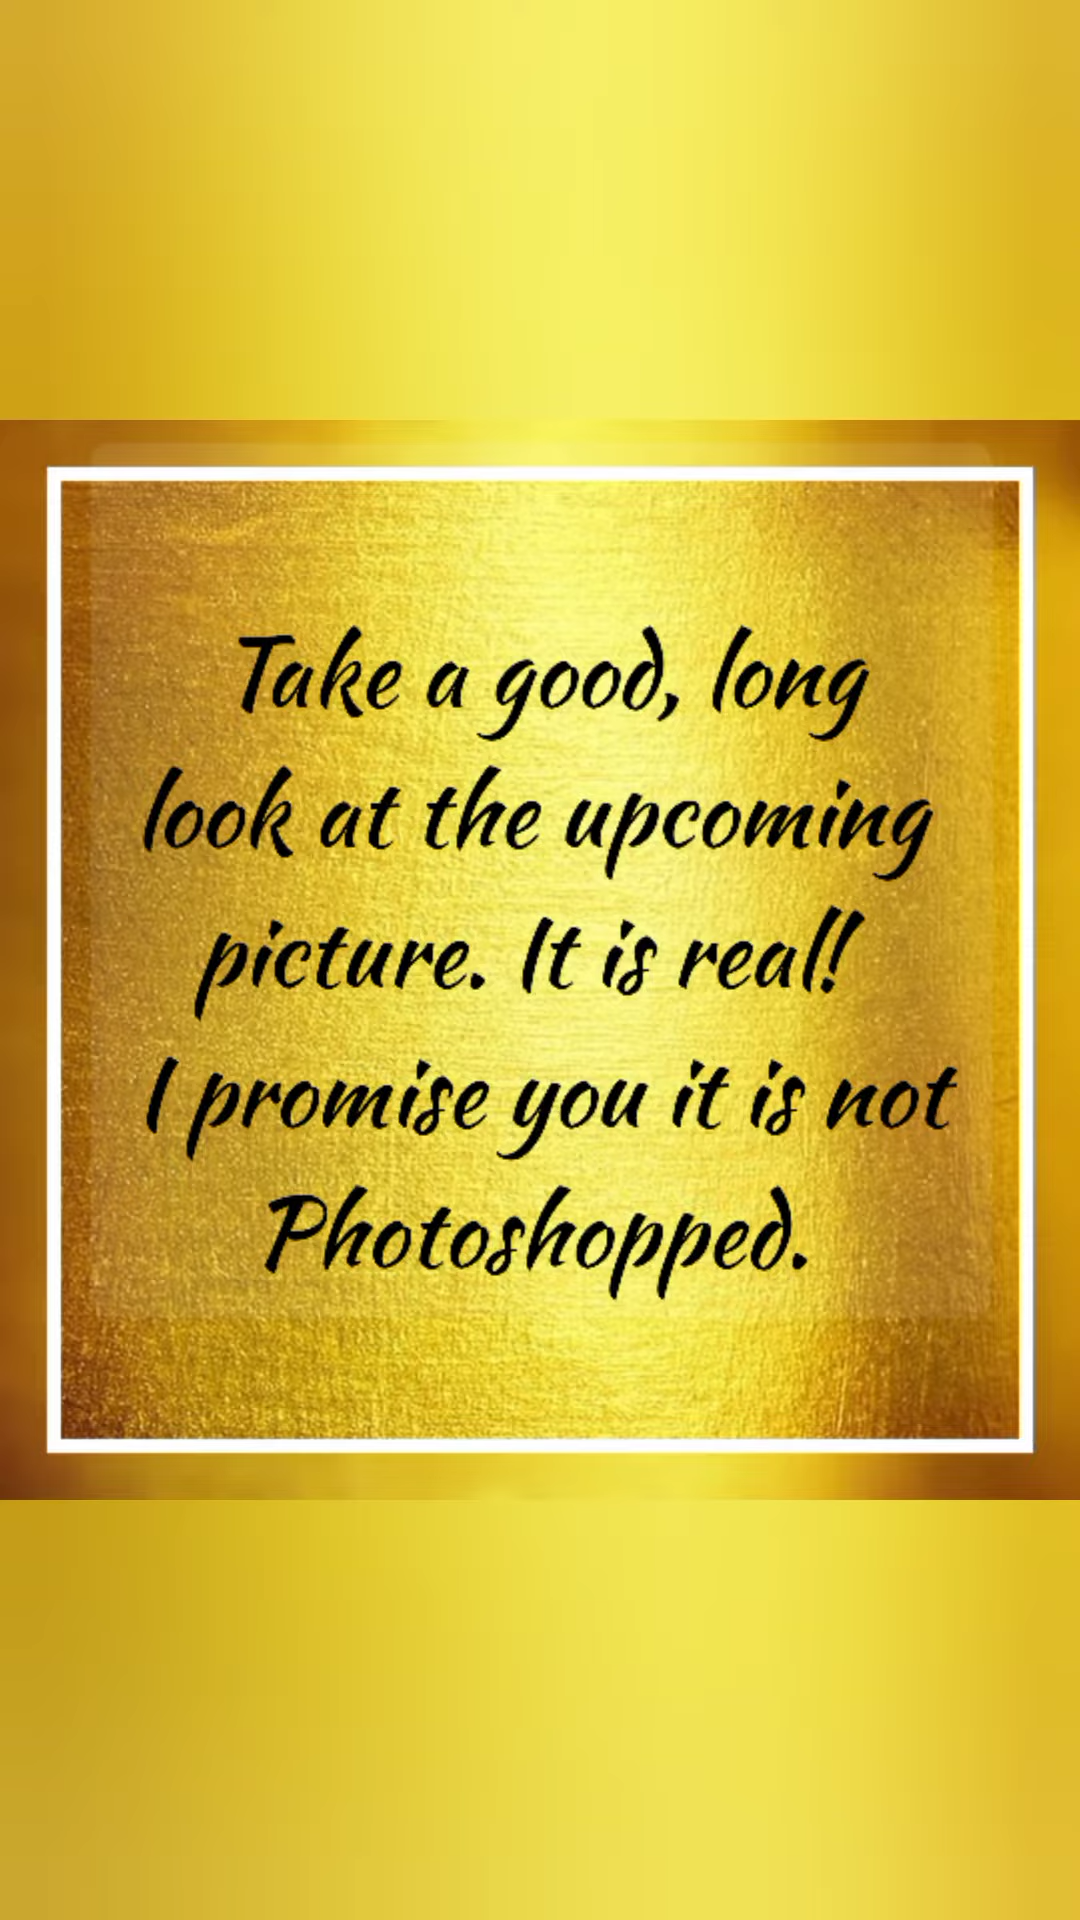 Take a good, long
look at the upcoming
picture. It is real!
I promise you it is not
Photoshopped.